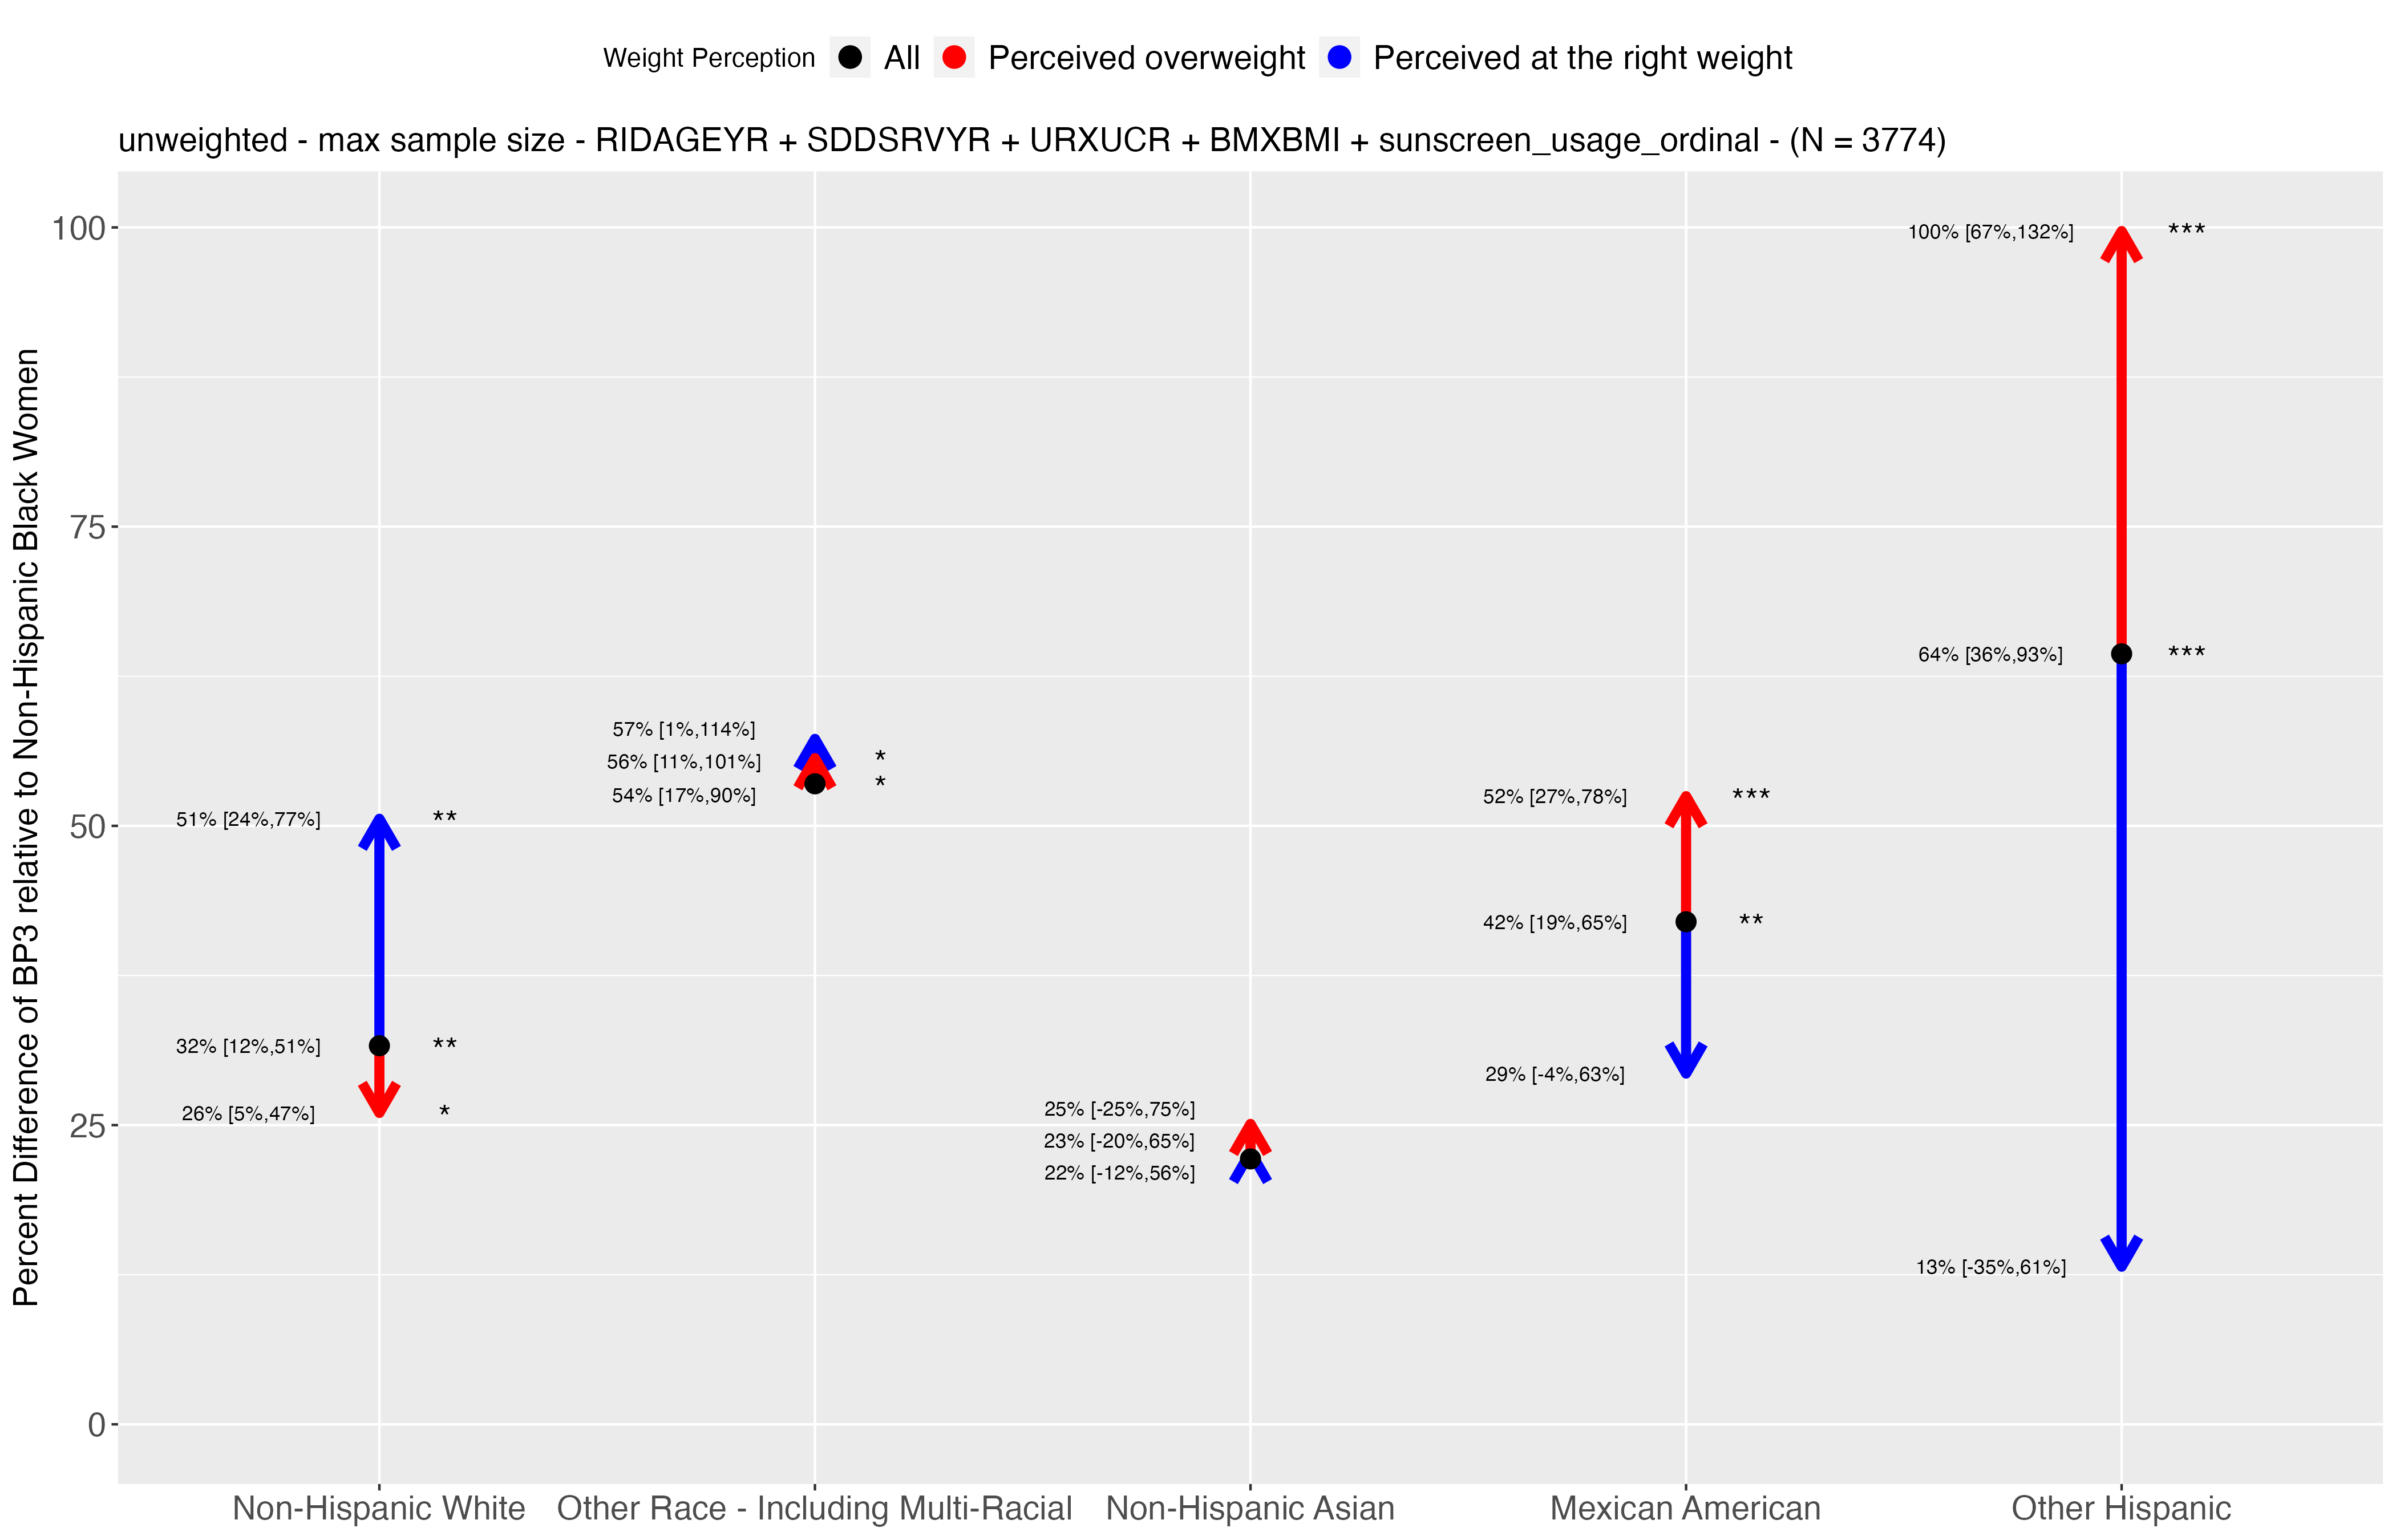 Weight Perception All Perceived overweight Perceived at the right weight
unweighted - max sample size - RIDAGEYR + SDDSRVYR + URXUCR + BMXBMI + sunscreen_usage_ordinal - (N = 3774)
Percent Difference of BP3 relative to Non-Hispanic Black Women
100
75
50
25
0
51% [24%,77%] **
32% [12%,51%] **
26% [5%,47%] *
57% [1%,114%]
56% [11%,101%] *
54% [17%,90%] *
25% [-25%,75%]
23% [-20%,65%]
22% [-12%,56%]
52% [27%,78%] ***
42% [19%,65%] **
29% [-4%,63%]
100% [67%,132%] ***
64% [36%,93%] ***
13% [-35%,61%]
Non-Hispanic White Other Race - Including Multi-Racial Non-Hispanic Asian Mexican American Other Hispanic